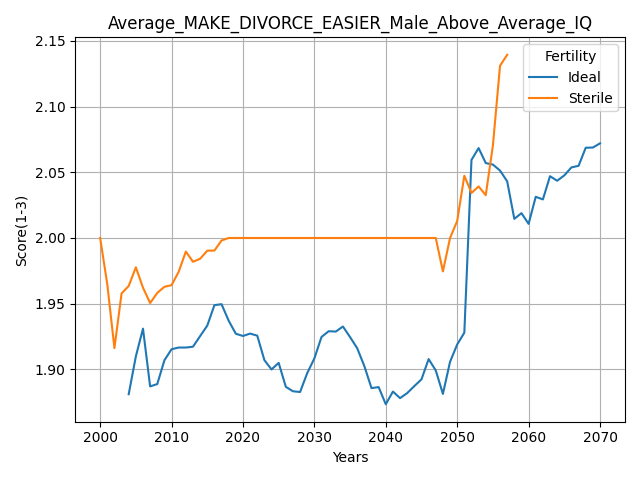 Average_MAKE_DIVORCE_EASIER_Male_Above_Average_IQ
Score(1-3)
2.15
2.10
2.05
2.00
1.95
1.90
Fertility
Ideal
Sterile
2000 2010 2020 2030 2040 2050 2060 2070
Years